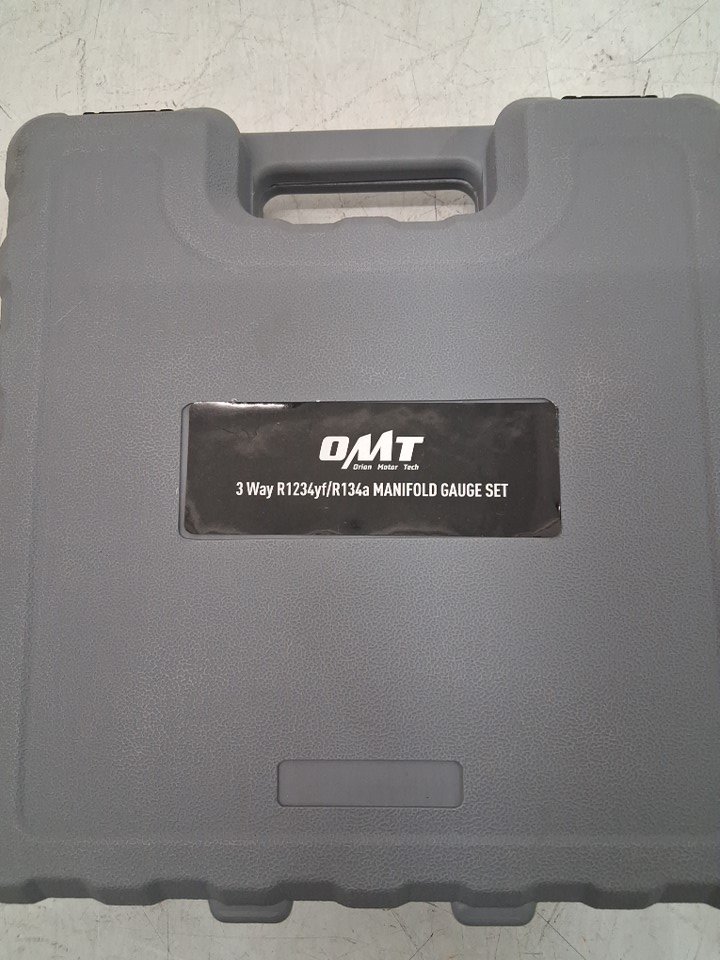 OMT
Orion Motor Tech
3 Way R1234yf/R134a MANIFOLD GAUGE SET